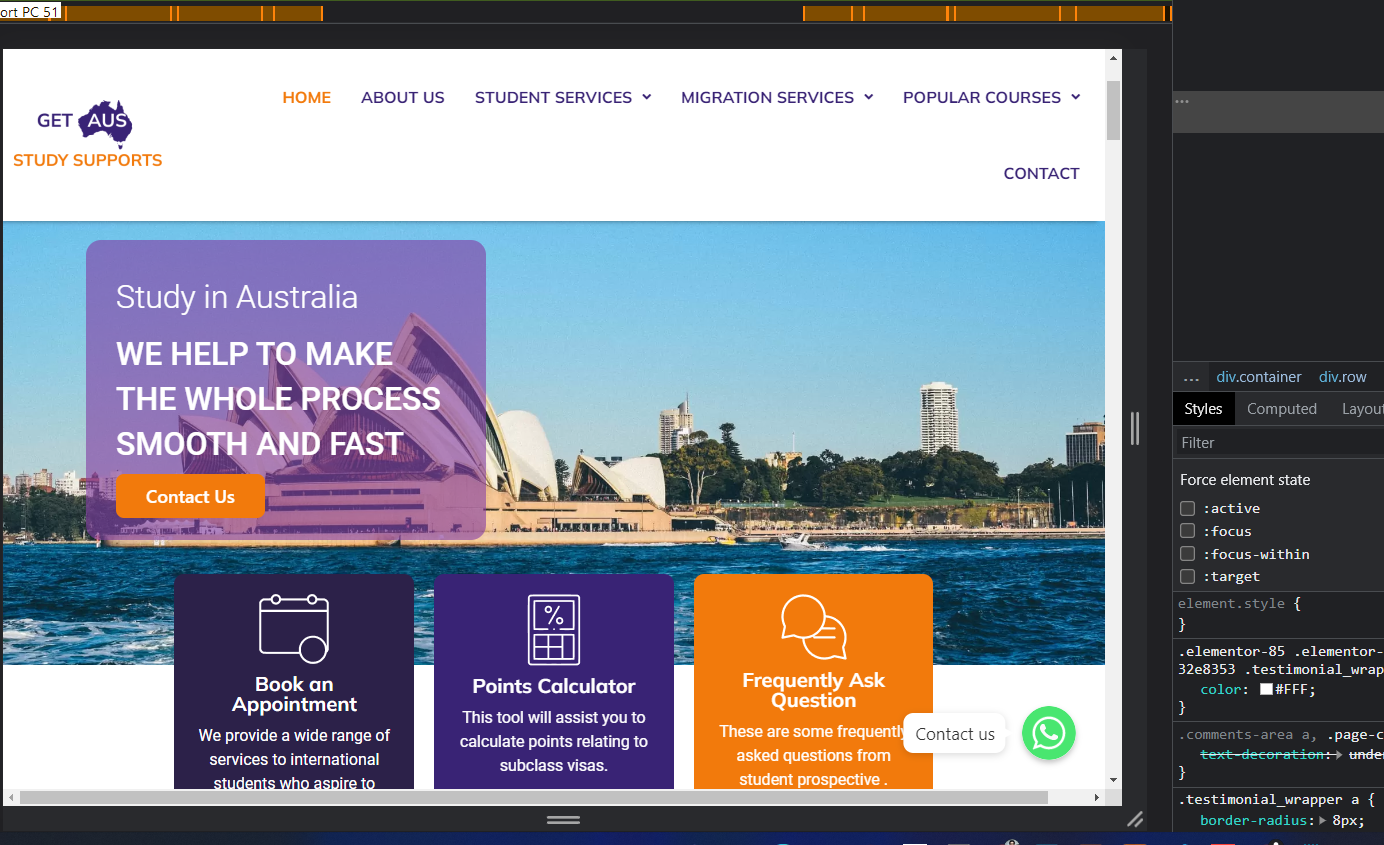 ort PC 51
HOME ABOUT US STUDENT SERVICES MIGRATION SERVICES POPULAR COURSES
GET AUS
STUDY SUPPORTS
CONTACT
Study in Australia
WE HELP TO MAKE
THE WHOLE PROCESS
SMOOTH AND FAST
Contact Us
Book an
Appointment
We provide a wide range of
services to international
students who aspire to
Points Calculator
This tool will assist you to
calculate points relating to
subclass visas.
Frequently Ask
Question
These are some frequently
asked questions from
student prospective .
Contact us
...
... div.container div.row
Styles Computed Layout
Filter
Force element state
:active
:focus
:focus-within
:target
element.style {
}
.elementor-85 .elementor-
32e8353 .testimonial_wrap
color: #FFF;
}
.comments-area a, .page-c
text-decoration: unde
}
.testimonial_wrapper a {
border-radius: 8px;